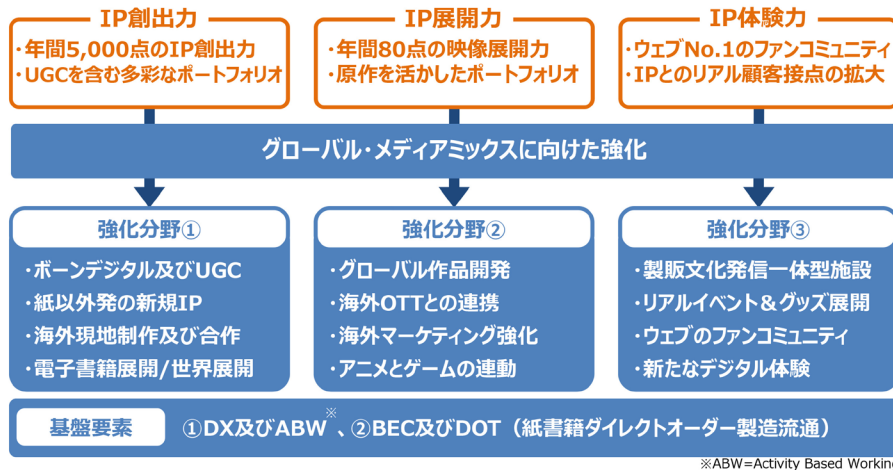 IP創出力
・年間5,000点のIP創出力
・UGCを含む多彩なポートフォリオ
IP展開力
・年間80点の映像展開力
・原作を活かしたポートフォリオ
IP体験力
・ウェブNo.1のファンコミュニティ
・IPとのリアル顧客接点の拡大
グローバル・メディアミックスに向けた強化
強化分野①
・ボーンデジタル及びUGC
・紙以外発の新規IP
・海外現地制作及び合作
・電子書籍展開/世界展開
強化分野②
・グローバル作品開発
・海外OTTとの連携
・海外マーケティング強化
・アニメとゲームの連動
強化分野③
・製販文化発信一体型施設
・リアルイベント＆グッズ展開
・ウェブのファンコミュニティ
・新たなデジタル体験
基盤要素
①DX及びABW※、②BEC及びDOT（紙書籍ダイレクトオーダー製造流通）
※ABW=Activity Based Working